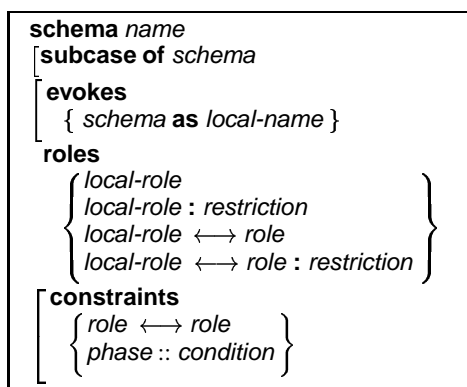 schema name
[ subcase of schema
[ evokes
{ schema as local-name }
roles
{ local-role
local-role : restriction
local-role ⟷ role
local-role ⟷ role : restriction }
[ constraints
{ role ⟷ role
phase :: condition }